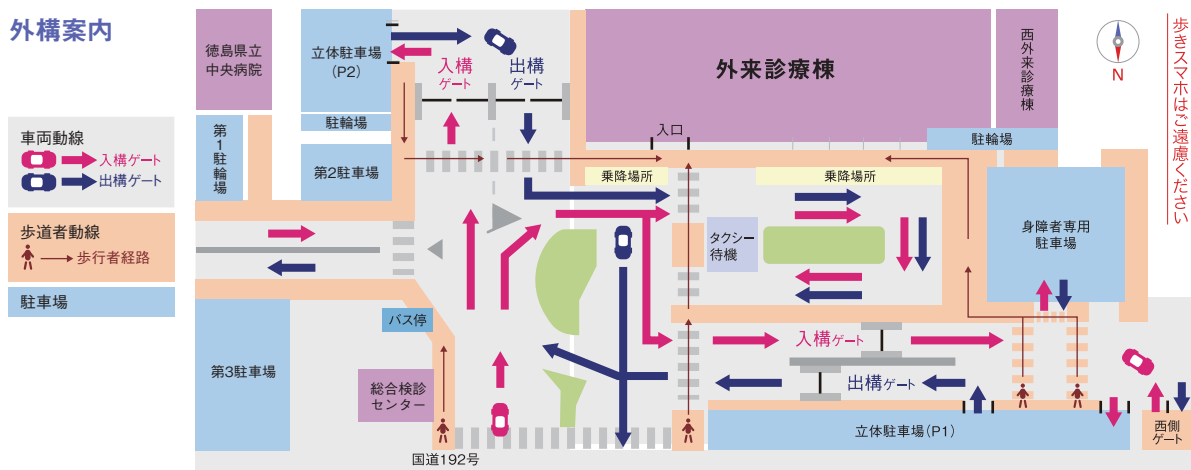 外構案内
車両動線
入構ゲート
出構ゲート
歩道者動線
歩行者経路
駐車場
徳島県立
中央病院
立体駐車場
(P2)
駐輪場
第1駐輪場
第2駐車場
入構
ゲート
出構
ゲート
外来診療棟
西外来診療棟
入口
駐輪場
乗降場所
乗降場所
タクシー
待機
身障者専用
駐車場
バス停
第3駐車場
総合検診
センター
入構ゲート
出構ゲート
立体駐車場(P1)
西側
ゲート
国道192号
N
歩きスマホはご遠慮ください